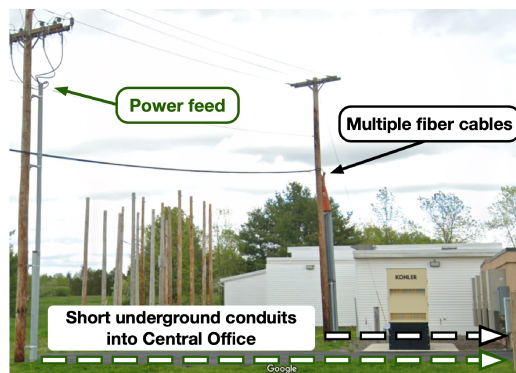 Power feed
Multiple fiber cables
KOHLER
Short underground conduits
into Central Office
Google